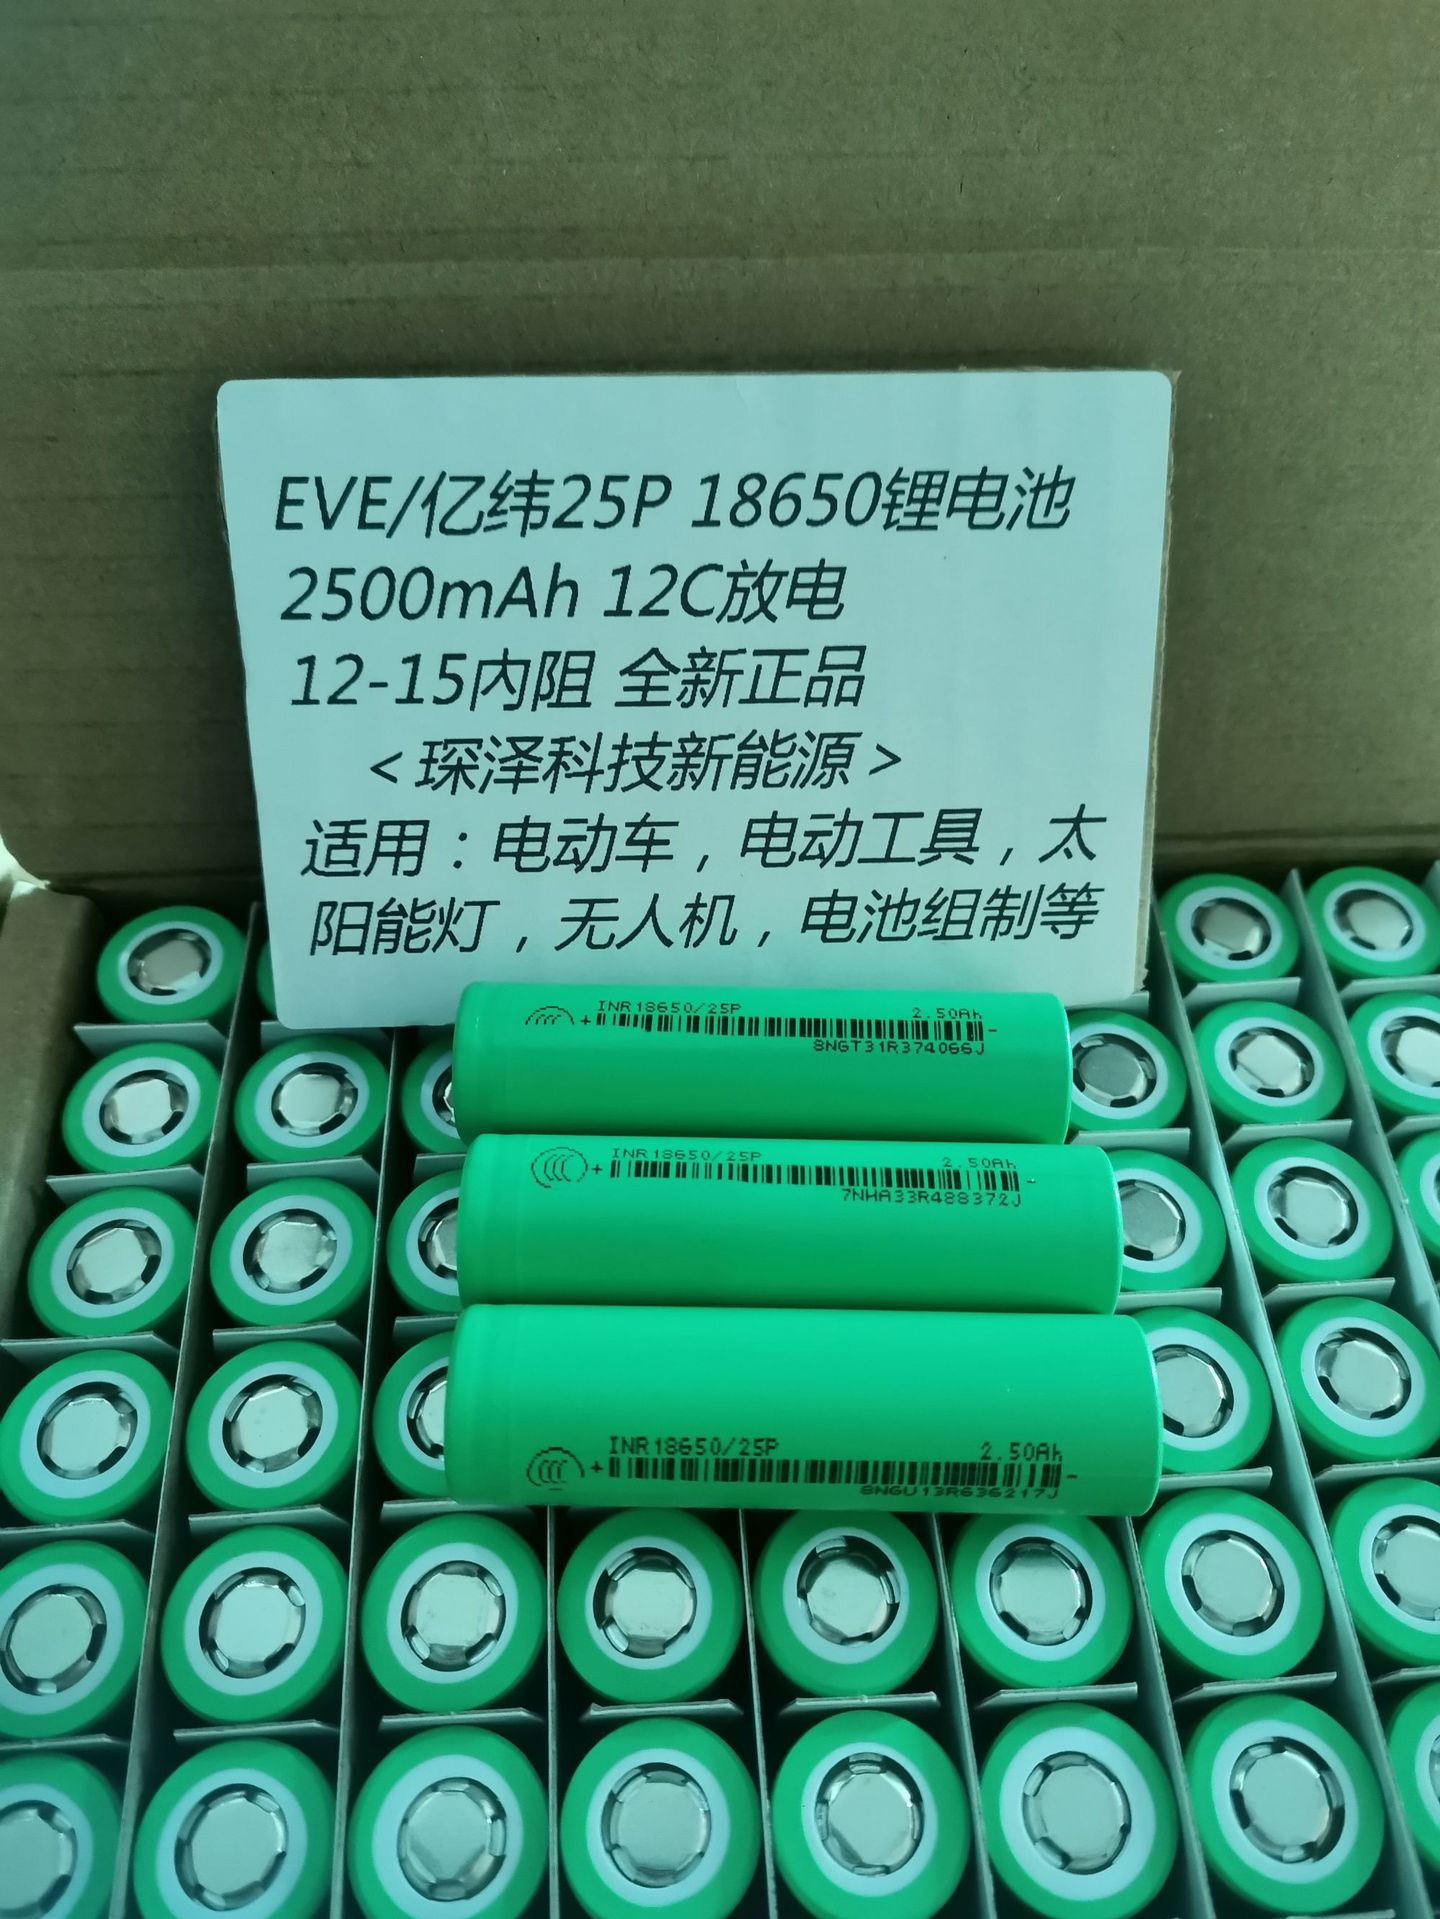 EVE/亿纬25P 18650锂电池
2500mAh 12C放电
12-15内阻 全新正品
＜琛泽科技新能源＞
适用：电动车，电动工具，太
阳能灯，无人机，电池组制等
INR18650/25P 2.50Ah
+ -
8NGT31R374066J
INR18650/25P 2.50Ah
+ -
7NHA33R488372J
INR18650/25P 2.50Ah
+ -
8NGU13R636217J